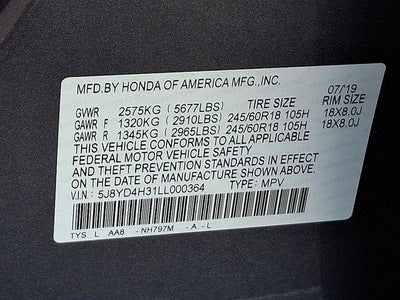 MFD.BY HONDA OF AMERICA MFG.,INC.
07/19
GVWR 2575KG (5677LBS) TIRE SIZE RIM SIZE
GAWR F 1320KG (2910LBS) 245/60R18 105H 18X8.0J
GAWR R 1345KG (2965LBS) 245/60R18 105H 18X8.0J
THIS VEHICLE CONFORMS TO ALL APPLICABLE
FEDERAL MOTOR VEHICLE SAFETY
AND THEFT PREVENTION STANDARDS IN EFFECT
ON THE DATE OF MANUFACTURE SHOWN ABOVE.
V.I.N.: 5J8YD4H31LL000364 TYPE: MPV
TYS L AA8 - NH797M - A - L